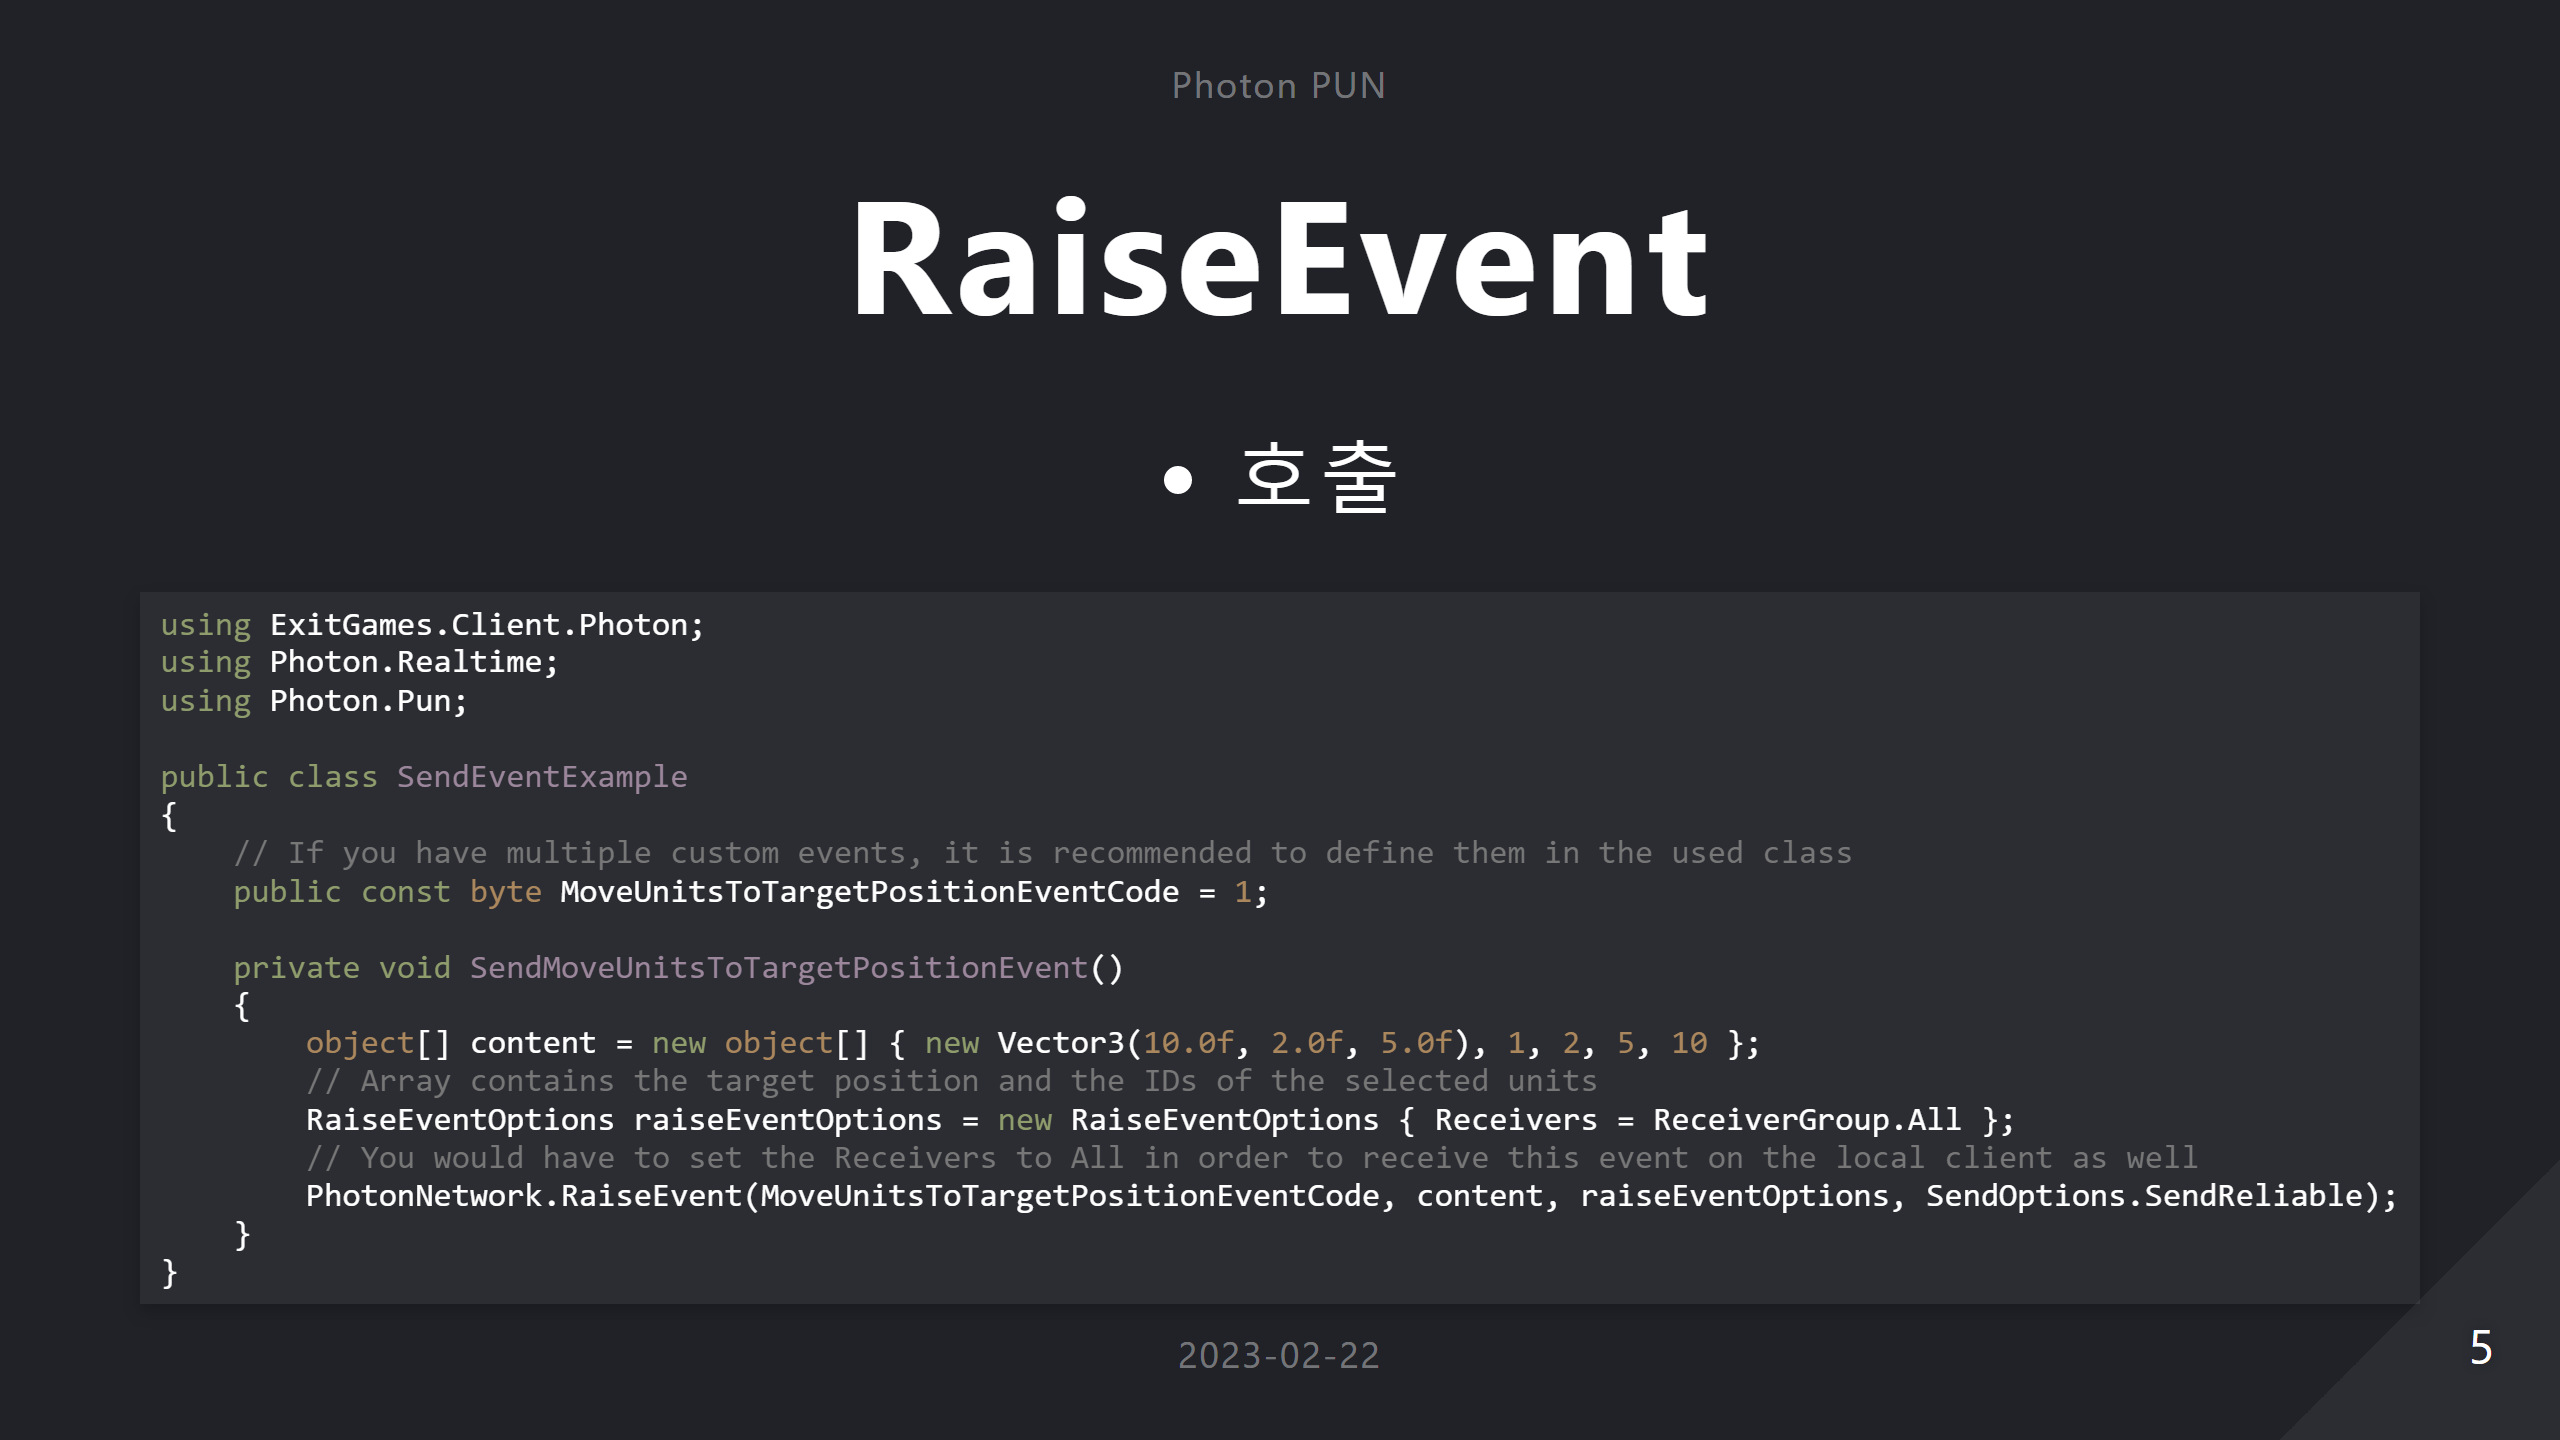 Photon PUN
RaiseEvent
• 호출
using ExitGames.Client.Photon;
using Photon.Realtime;
using Photon.Pun;

public class SendEventExample
{
    // If you have multiple custom events, it is recommended to define them in the used class
    public const byte MoveUnitsToTargetPositionEventCode = 1;

    private void SendMoveUnitsToTargetPositionEvent()
    {
        object[] content = new object[] { new Vector3(10.0f, 2.0f, 5.0f), 1, 2, 5, 10 };
        // Array contains the target position and the IDs of the selected units
        RaiseEventOptions raiseEventOptions = new RaiseEventOptions { Receivers = ReceiverGroup.All };
        // You would have to set the Receivers to All in order to receive this event on the local client as well
        PhotonNetwork.RaiseEvent(MoveUnitsToTargetPositionEventCode, content, raiseEventOptions, SendOptions.SendReliable);
    }
}
2023-02-22
5